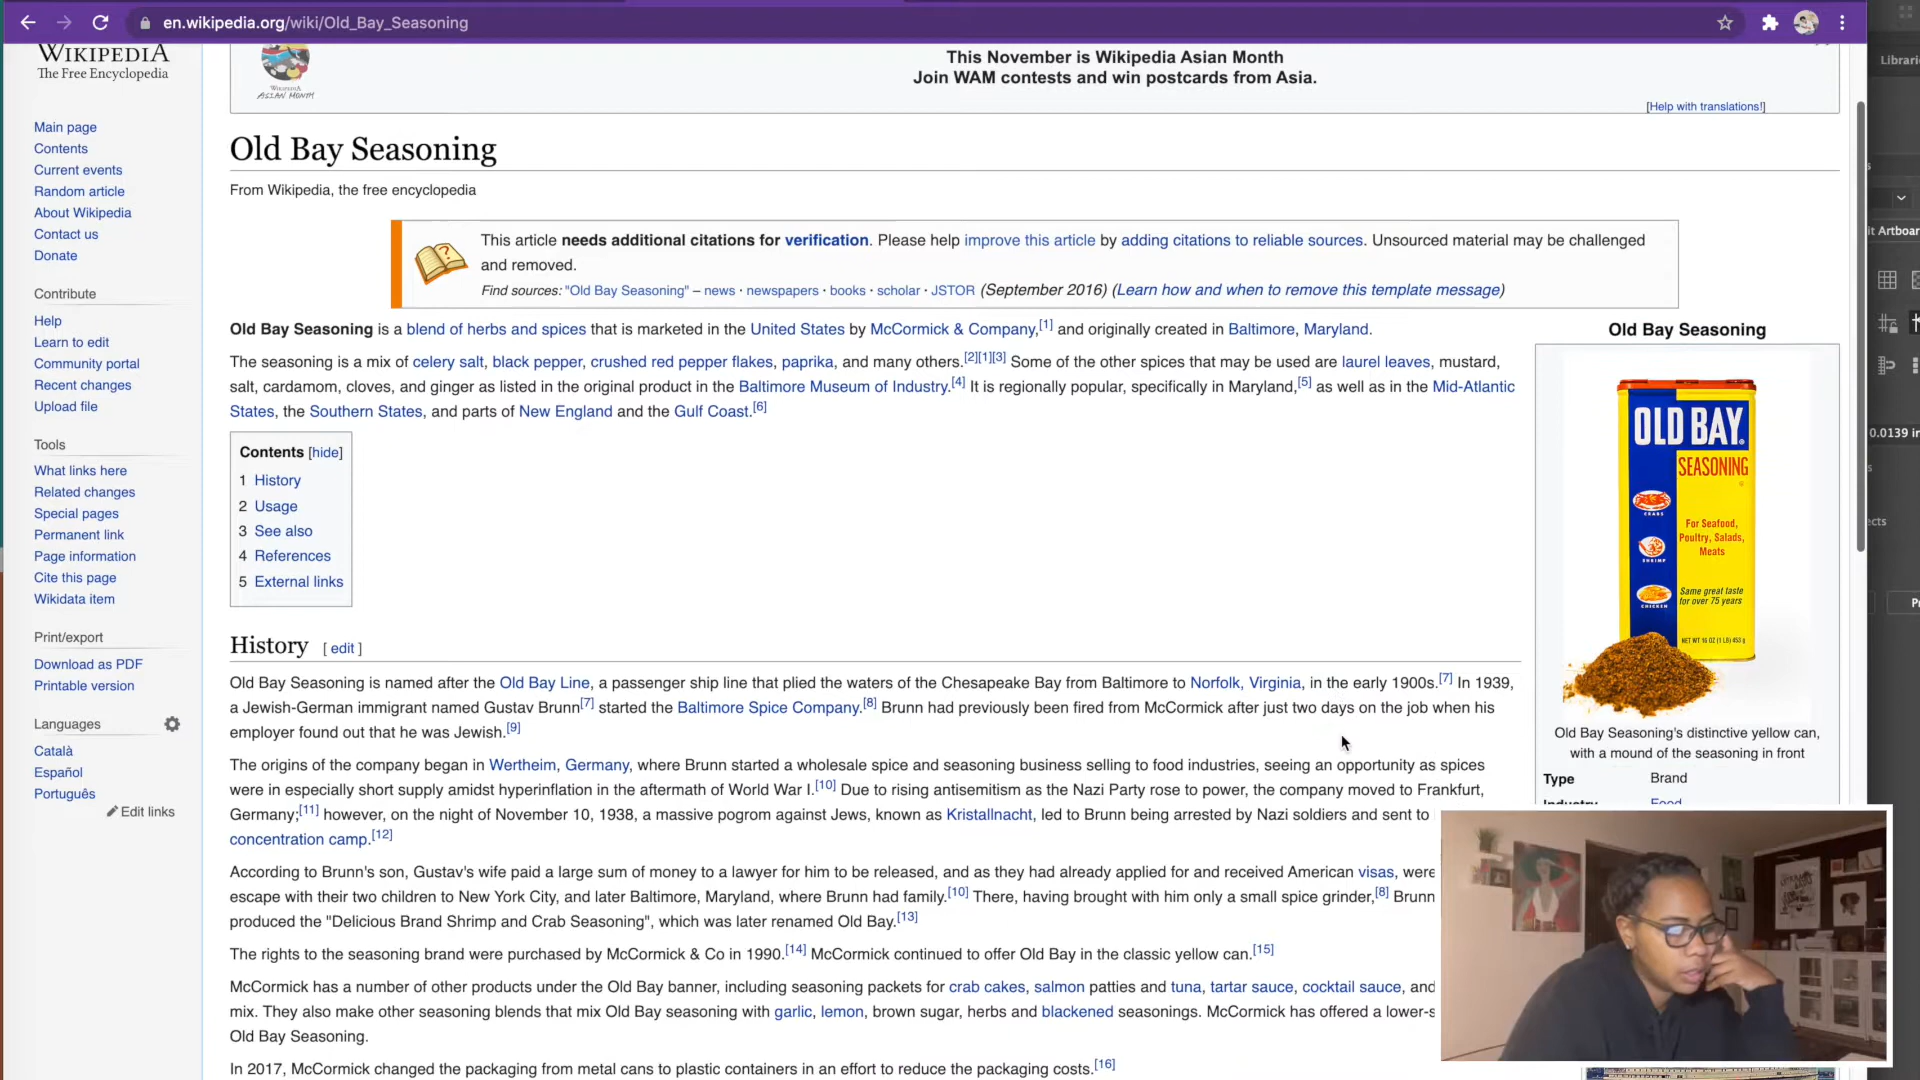 en.wikipedia.org/wiki/Old_Bay_Seasoning
WIKIPEDIA
The Free Encyclopedia
Main page
Contents
Current events
Random article
About Wikipedia
Contact us
Donate
Contribute
Help
Learn to edit
Community portal
Recent changes
Upload file
Tools
What links here
Related changes
Special pages
Permanent link
Page information
Cite this page
Wikidata item
Print/export
Download as PDF
Printable version
Languages
Català
Español
Português
Edit links
WIKIPEDIA
ASIAN MONTH
This November is Wikipedia Asian Month
Join WAM contests and win postcards from Asia.
[Help with translations!]
Old Bay Seasoning
From Wikipedia, the free encyclopedia
This article needs additional citations for verification. Please help improve this article by adding citations to reliable sources. Unsourced material may be challenged
and removed.
Find sources: "Old Bay Seasoning" – news · newspapers · books · scholar · JSTOR (September 2016) (Learn how and when to remove this template message)
Old Bay Seasoning is a blend of herbs and spices that is marketed in the United States by McCormick & Company,[1] and originally created in Baltimore, Maryland.
The seasoning is a mix of celery salt, black pepper, crushed red pepper flakes, paprika, and many others.[2][1][3] Some of the other spices that may be used are laurel leaves, mustard,
salt, cardamom, cloves, and ginger as listed in the original product in the Baltimore Museum of Industry.[4] It is regionally popular, specifically in Maryland,[5] as well as in the Mid-Atlantic
States, the Southern States, and parts of New England and the Gulf Coast.[6]
Contents [hide]
1 History
2 Usage
3 See also
4 References
5 External links
History [ edit ]
Old Bay Seasoning is named after the Old Bay Line, a passenger ship line that plied the waters of the Chesapeake Bay from Baltimore to Norfolk, Virginia, in the early 1900s.[7] In 1939,
a Jewish-German immigrant named Gustav Brunn[7] started the Baltimore Spice Company.[8] Brunn had previously been fired from McCormick after just two days on the job when his
employer found out that he was Jewish.[9]
The origins of the company began in Wertheim, Germany, where Brunn started a wholesale spice and seasoning business selling to food industries, seeing an opportunity as spices
were in especially short supply amidst hyperinflation in the aftermath of World War I.[10] Due to rising antisemitism as the Nazi Party rose to power, the company moved to Frankfurt,
Germany;[11] however, on the night of November 10, 1938, a massive pogrom against Jews, known as Kristallnacht, led to Brunn being arrested by Nazi soldiers and sent to
concentration camp.[12]
According to Brunn's son, Gustav's wife paid a large sum of money to a lawyer for him to be released, and as they had already applied for and received American visas, were
escape with their two children to New York City, and later Baltimore, Maryland, where Brunn had family.[10] There, having brought with him only a small spice grinder,[8] Brunn
produced the "Delicious Brand Shrimp and Crab Seasoning", which was later renamed Old Bay.[13]
The rights to the seasoning brand were purchased by McCormick & Co in 1990.[14] McCormick continued to offer Old Bay in the classic yellow can.[15]
McCormick has a number of other products under the Old Bay banner, including seasoning packets for crab cakes, salmon patties and tuna, tartar sauce, cocktail sauce, and
mix. They also make other seasoning blends that mix Old Bay seasoning with garlic, lemon, brown sugar, herbs and blackened seasonings. McCormick has offered a lower-s
Old Bay Seasoning.
In 2017, McCormick changed the packaging from metal cans to plastic containers in an effort to reduce the packaging costs.[16]
Old Bay Seasoning
OLD BAY
SEASONING
CRABS
For Seafood,
Poultry, Salads,
Meats
SHRIMP
Same great taste
for over 75 years
CHICKEN
NET WT 16 OZ (1 LB) 453 g
Old Bay Seasoning's distinctive yellow can,
with a mound of the seasoning in front
Type Brand
Industry Food
Librari
it Artboar
0.0139 in
ects